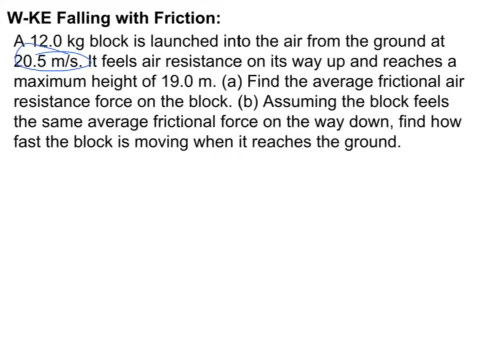 W-KE Falling with Friction:
A 12.0 kg block is launched into the air from the ground at
20.5 m/s. It feels air resistance on its way up and reaches a
maximum height of 19.0 m. (a) Find the average frictional air
resistance force on the block. (b) Assuming the block feels
the same average frictional force on the way down, find how
fast the block is moving when it reaches the ground.